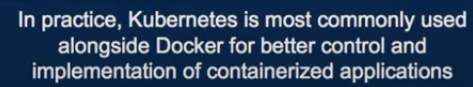 In practice, Kubernetes is most commonly used
alongside Docker for better control and
implementation of containerized applications